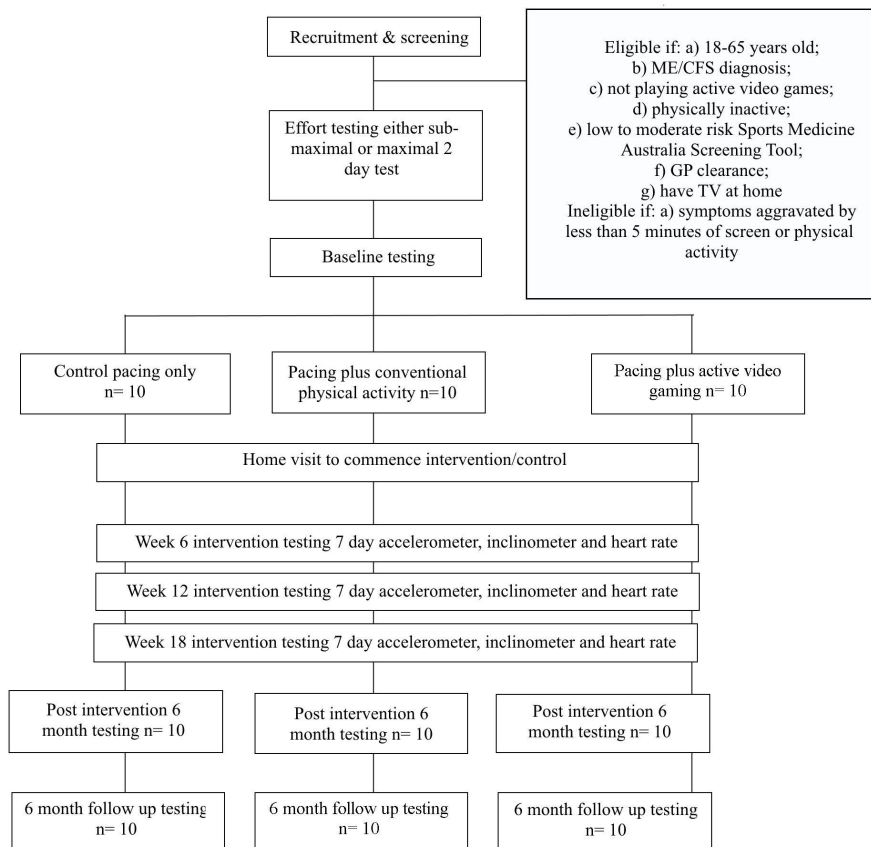 Recruitment & screening
Eligible if: a) 18-65 years old;
b) ME/CFS diagnosis;
c) not playing active video games;
d) physically inactive;
e) low to moderate risk Sports Medicine
Australia Screening Tool;
f) GP clearance;
g) have TV at home
Ineligible if: a) symptoms aggravated by
less than 5 minutes of screen or physical
activity
Effort testing either sub-
maximal or maximal 2
day test
Baseline testing
Control pacing only
n= 10
Pacing plus conventional
physical activity n=10
Pacing plus active video
gaming n= 10
Home visit to commence intervention/control
Week 6 intervention testing 7 day accelerometer, inclinometer and heart rate
Week 12 intervention testing 7 day accelerometer, inclinometer and heart rate
Week 18 intervention testing 7 day accelerometer, inclinometer and heart rate
Post intervention 6
month testing n= 10
Post intervention 6
month testing n= 10
Post intervention 6
month testing n= 10
6 month follow up testing
n= 10
6 month follow up testing
n= 10
6 month follow up testing
n= 10